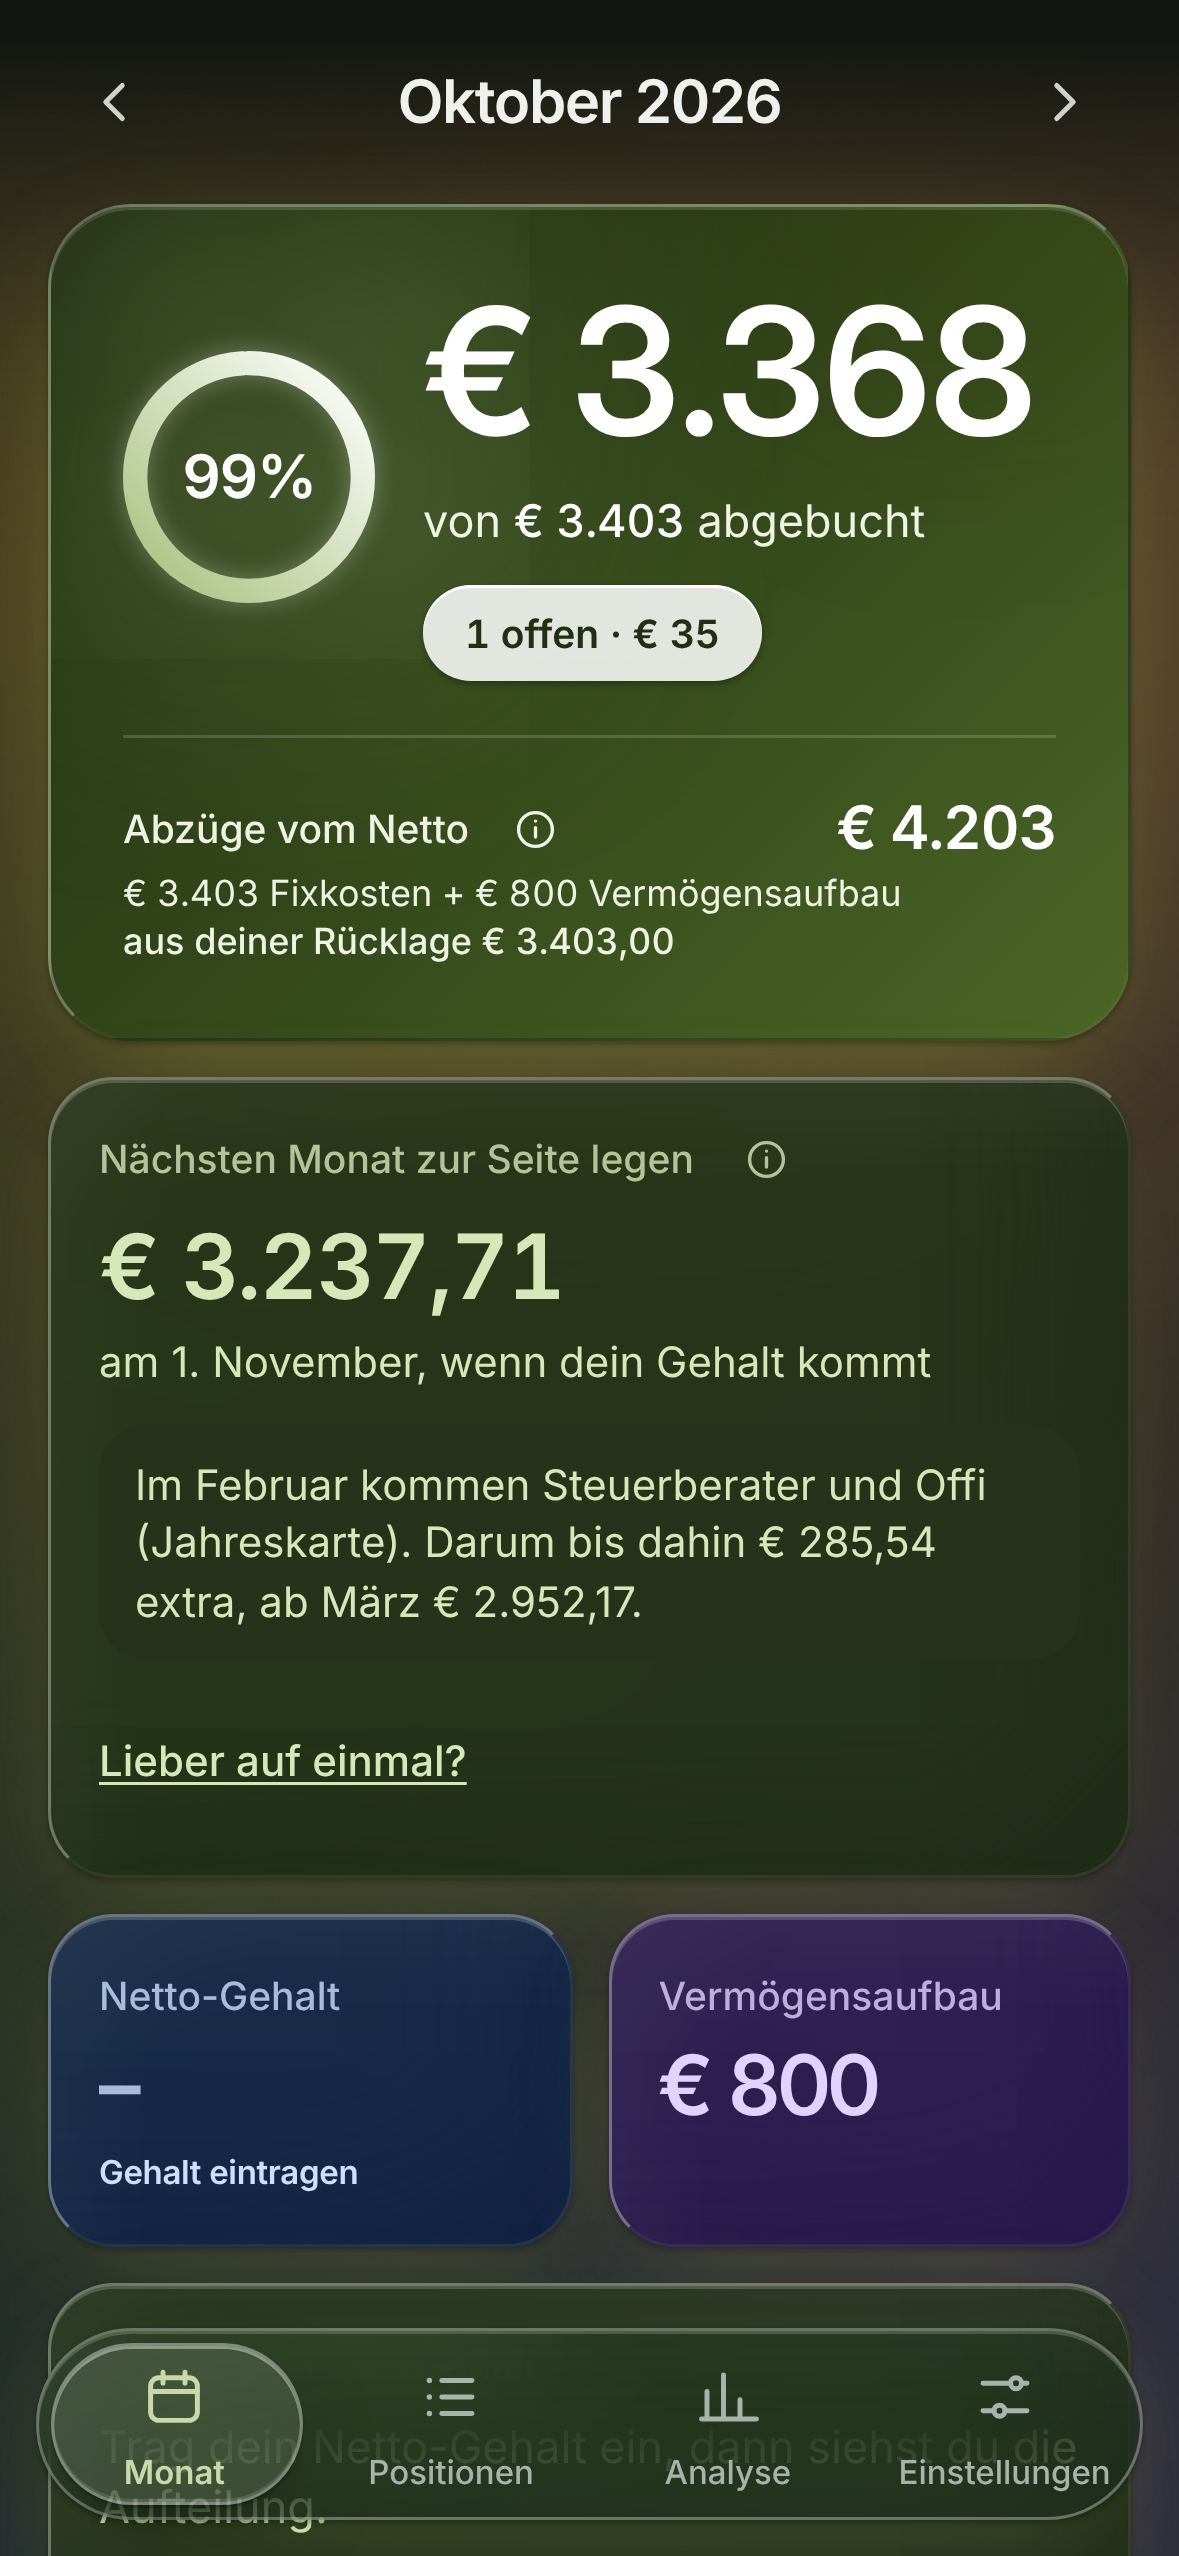 Oktober 2026
€ 3.368
99%
von € 3.403 abgebucht
1 offen · € 35
Abzüge vom Netto
€ 4.203
€ 3.403 Fixkosten + € 800 Vermögensaufbau
aus deiner Rücklage € 3.403,00
Nächsten Monat zur Seite legen
€ 3.237,71
am 1. November, wenn dein Gehalt kommt
Im Februar kommen Steuerberater und Offi
(Jahreskarte). Darum bis dahin € 285,54
extra, ab März € 2.952,17.
Lieber auf einmal?
Netto-Gehalt
–
Gehalt eintragen
Vermögensaufbau
€ 800
Trag dein Netto-Gehalt ein, dann siehst du die
Aufteilung.
Monat
Positionen
Analyse
Einstellungen